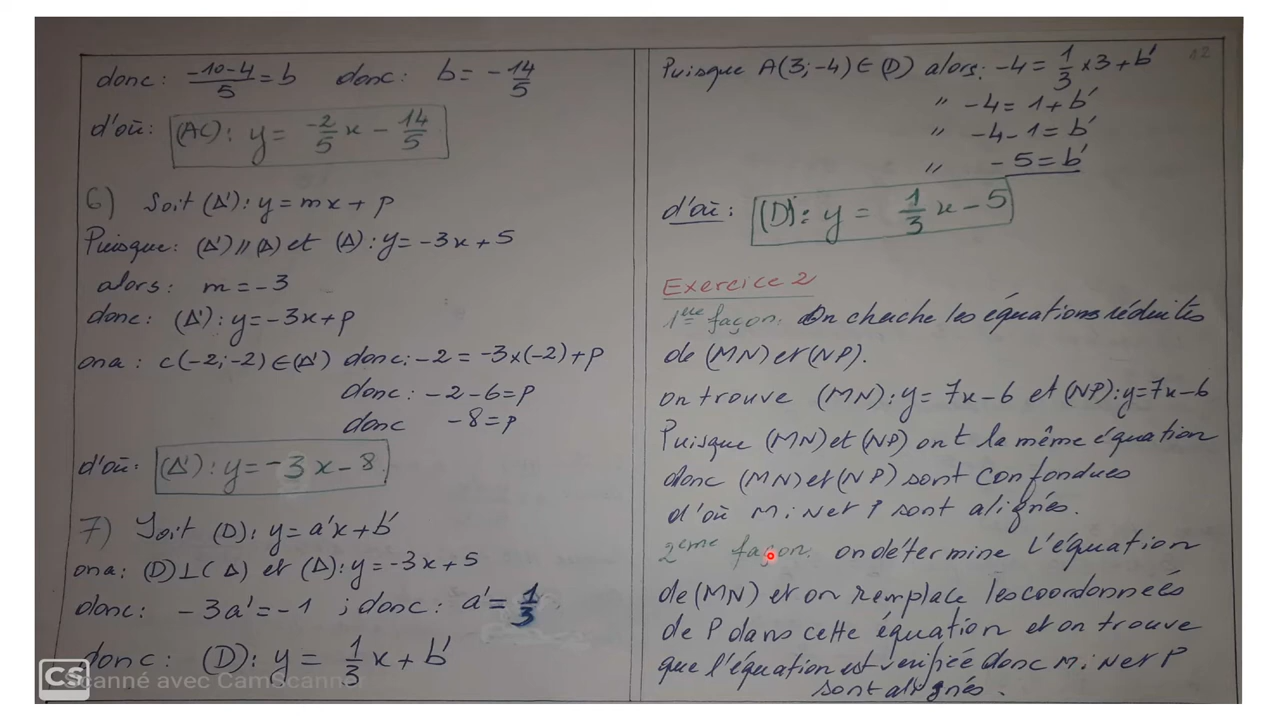 donc: -10-4/5 = b donc: b = -14/5
d'où: (AC): y = -2/5 x - 14/5
6) Soit (Δ'): y = mx + p
Puisque: (Δ') // (Δ) et (Δ): y = -3x + 5
alors: m = -3
donc: (Δ'): y = -3x + p
ona: C(-2;-2) ∈ (Δ') donc: -2 = -3×(-2) + p
donc: -2 - 6 = p
donc -8 = p
d'où: (Δ'): y = -3x - 8
7) Soit (D): y = a'x + b'
ona: (D) ⊥ (Δ) et (Δ): y = -3x + 5
donc: -3a' = -1 ; donc: a' = 1/3
donc: (D): y = 1/3 x + b'
CS
Scanné avec CamScanner
12
Puisque A(3;-4) ∈ (D) alors: -4 = 1/3 × 3 + b'
" -4 = 1 + b'
" -4 - 1 = b'
" -5 = b'
d'où: (D): y = 1/3 x - 5
Exercice 2
1ère façon: On cherche les équations réduites
de (MN) et (NP).
on trouve (MN): y = 7x - 6 et (NP): y = 7x - 6
Puisque (MN) et (NP) ont la même équation
donc (MN) et (NP) sont confondues
d'où M; N et P sont alignés.
2ème façon: on détermine l'équation
de (MN) et on remplace les coordonnées
de P dans cette équation et on trouve
que l'équation est vérifiée donc M; N et P
sont alignés.